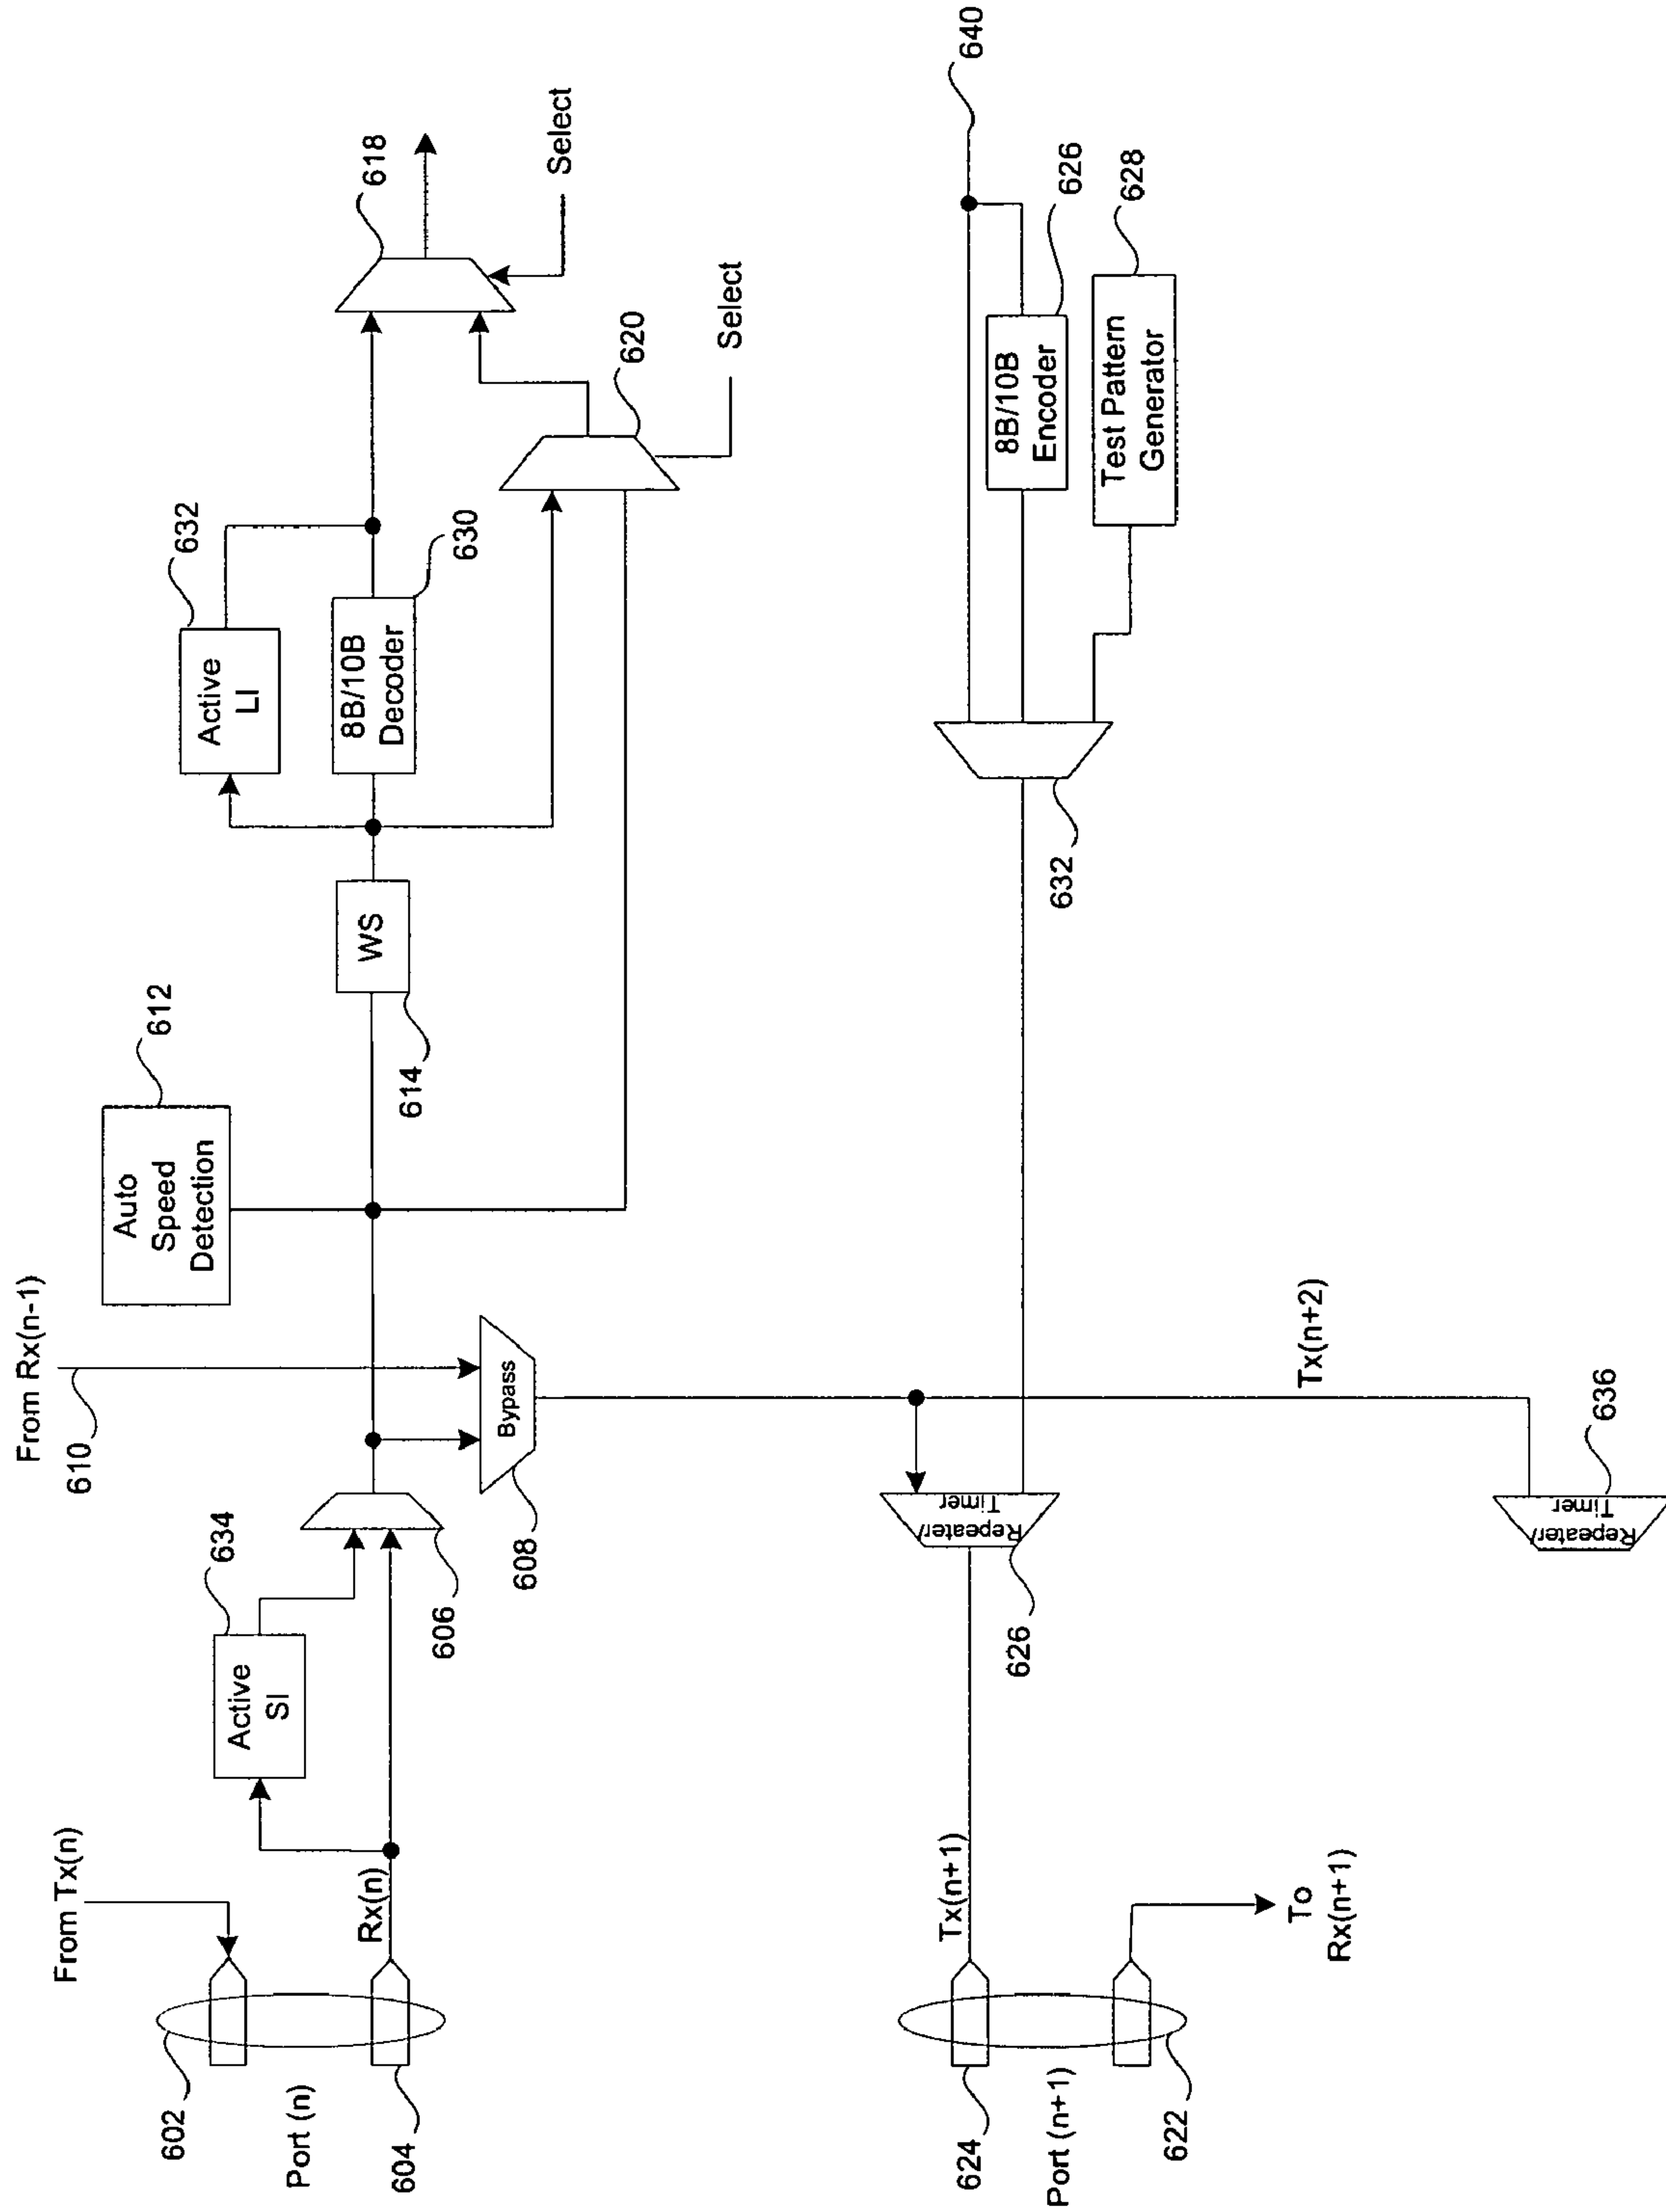 From Tx(n)
602
Port (n)
604
Rx(n)
Active
SI
634
606
From Rx(n-1)
610
Bypass
608
Auto
Speed
Detection
612
WS
614
Active
LI
632
8B/10B
Decoder
630
618
Select
620
Select
624
Port (n+1)
622
Tx(n+1)
To
Rx(n+1)
Repeater/
Timer
626
Tx(n+2)
Repeater/
Timer
636
632
8B/10B
Encoder
626
Test Pattern
Generator
628
640